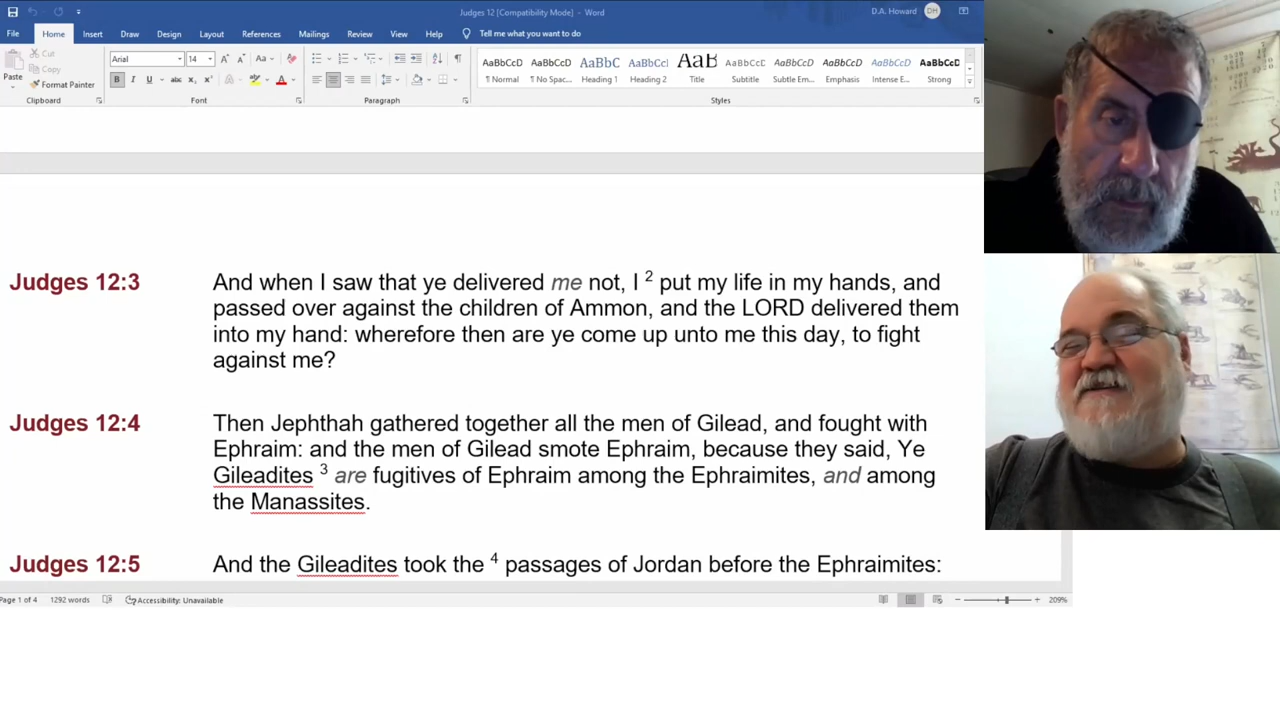 Judges 12 [Compatibility Mode] - Word
D.A. Howard DH
File Home Insert Draw Design Layout References Mailings Review View Help Tell me what you want to do
Paste Cut
Copy
Format Painter
Clipboard
Arial 14
B I U
Font
Paragraph
AaBbCcD AaBbCcD AaBbC AaBbCcl AaB AaBbCcD AaBbCcD AaBbCcD AaBbCcD AaBbCcD
¶ Normal ¶ No Spac... Heading 1 Heading 2 Title Subtitle Subtle Em... Emphasis Intense E... Strong
Styles
Judges 12:3 And when I saw that ye delivered me not, I 2 put my life in my hands, and
passed over against the children of Ammon, and the LORD delivered them
into my hand: wherefore then are ye come up unto me this day, to fight
against me?
Judges 12:4 Then Jephthah gathered together all the men of Gilead, and fought with
Ephraim: and the men of Gilead smote Ephraim, because they said, Ye
Gileadites 3 are fugitives of Ephraim among the Ephraimites, and among
the Manassites.
Judges 12:5 And the Gileadites took the 4 passages of Jordan before the Ephraimites:
Page 1 of 4 1292 words Accessibility: Unavailable 209%